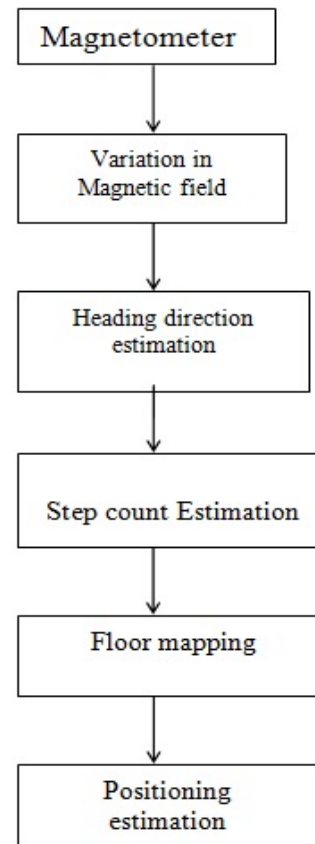 Magnetometer
Variation in
Magnetic field
Heading direction
estimation
Step count Estimation
Floor mapping
Positioning
estimation